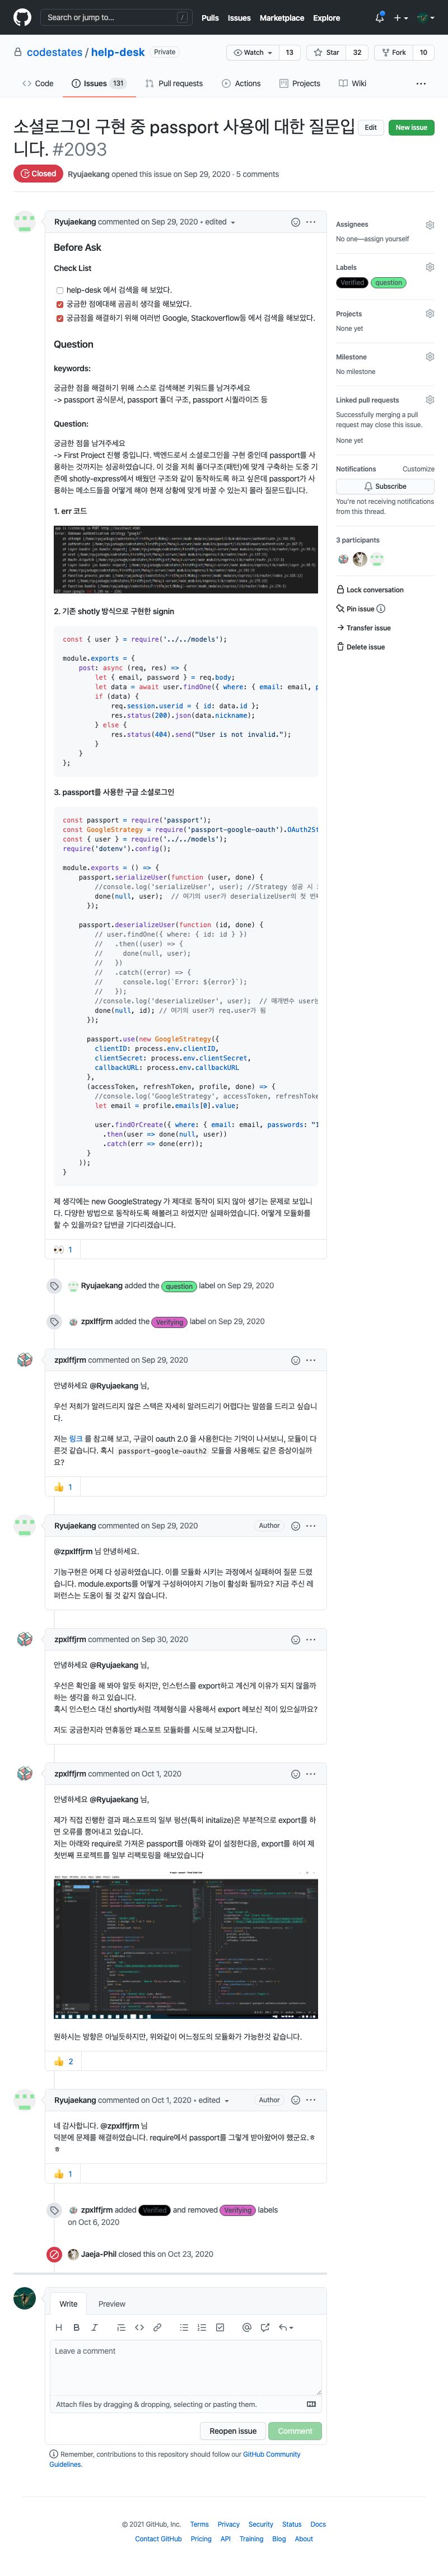 Search or jump to...
/
Pulls Issues Marketplace Explore
codestates / help-desk Private
Watch 13 Star 32 Fork 10
Code Issues 131 Pull requests Actions Projects Wiki
소셜로그인 구현 중 passport 사용에 대한 질문입
니다. #2093
Edit New issue
Closed Ryujaekang opened this issue on Sep 29, 2020 · 5 comments
Ryujaekang commented on Sep 29, 2020 • edited
Before Ask
Check List
help-desk 에서 검색을 해 보았다.
궁금한 점에대해 곰곰히 생각을 해보았다.
궁금점을 해결하기 위해 여러번 Google, Stackoverflow등 에서 검색을 해보았다.
Question
keywords:
궁금한 점을 해결하기 위해 스스로 검색해본 키워드를 남겨주세요
-> passport 공식문서, passport 폴더 구조, passport 시퀄라이즈 등
Question:
궁금한 점을 남겨주세요
-> First Project 진행 중입니다. 백엔드로서 소셜로그인을 구현 중인데 passport를 사
용하는 것까지는 성공하였습니다. 이 것을 저희 폴더구조(패턴)에 맞게 구축하는 도중 기
존에 shotly-express에서 배웠던 구조와 같이 동작하도록 하고 싶은데 passport가 사
용하는 메소드들을 어떻게 해야 현재 상황에 맞게 바꿀 수 있는지 몰라 질문드립니다.
1. err 코드
2. 기존 shotly 방식으로 구현한 signin
const { user } = require('../../models');
module.exports = {
post: async (req, res) => {
let { email, password } = req.body;
let data = await user.findOne({ where: { email: email, p
if (data) {
req.session.userid = { id: data.id };
res.status(200).json(data.nickname);
} else {
res.status(404).send("User is not invalid.");
}
}
};
3. passport를 사용한 구글 소셜로그인
const passport = require('passport');
const GoogleStrategy = require('passport-google-oauth').OAuth2St
const { user } = require('../../models');
require('dotenv').config();
module.exports = () => {
passport.serializeUser(function (user, done) {
//console.log('serializeUser', user); //Strategy 성공 시
done(null, user); // 여기의 user가 deserializeUser의 첫 번째
});
passport.deserializeUser(function (id, done) {
// user.findOne({ where: { id: id } })
// .then((user) => {
// done(null, user);
// })
// .catch((error) => {
// console.log(`Error: ${error}`);
// });
//console.log('deserializeUser', user); // 매개변수 user는
done(null, id); // 여기의 user가 req.user가 됨
});
passport.use(new GoogleStrategy({
clientID: process.env.clientID,
clientSecret: process.env.clientSecret,
callbackURL: process.env.callbackURL
},
(accessToken, refreshToken, profile, done) => {
//console.log('GoogleStrategy', accessToken, refreshToke
let email = profile.emails[0].value;
user.findOrCreate({ where: { email: email, passwords: "1
.then(user => done(null, user))
.catch(err => done(err));
}
));
}
제 생각에는 new GoogleStrategy 가 제대로 동작이 되지 않아 생기는 문제로 보입니
다. 다양한 방법으로 동작하도록 해볼려고 하였지만 실패하였습니다. 어떻게 모듈화를
할 수 있을까요? 답변글 기다리겠습니다.
1
Ryujaekang added the question label on Sep 29, 2020
zpxlffjrm added the Verifying label on Sep 29, 2020
zpxlffjrm commented on Sep 29, 2020
안녕하세요 @Ryujaekang 님,
우선 저희가 알려드리지 않은 스택은 자세히 알려드리기 어렵다는 말씀을 드리고 싶습니
다.
저는 링크 를 참고해 보고, 구글이 oauth 2.0 을 사용한다는 기억이 나서보니, 모듈이 다
른것 같습니다. 혹시 passport-google-oauth2 모듈을 사용해도 같은 증상이실까
요?
1
Ryujaekang commented on Sep 29, 2020 Author
@zpxlffjrm 님 안녕하세요.
기능구현은 어제 다 성공하였습니다. 이를 모듈화 시키는 과정에서 실패하여 질문 드렸
습니다. module.exports를 어떻게 구성하여야지 기능이 활성화 될까요? 지금 주신 레
퍼런스는 도움이 될 것 같지 않습니다.
zpxlffjrm commented on Sep 30, 2020
안녕하세요 @Ryujaekang 님,
우선은 확인을 해 봐야 알듯 하지만, 인스턴스를 export하고 계신게 이유가 되지 않을까
하는 생각을 하고 있습니다.
혹시 인스턴스 대신 shortly처럼 객체형식을 사용해서 export 해보신 적이 있으실까요?
저도 궁금한지라 연휴동안 패스포트 모듈화를 시도해 보고자합니다.
zpxlffjrm commented on Oct 1, 2020
안녕하세요 @Ryujaekang 님,
제가 직접 진행한 결과 패스포트의 일부 펑션(특히 initalize)은 부분적으로 export를 하
면 오류를 뿜어내고 있습니다.
저는 아래와 require로 가져온 passport를 아래와 같이 설정한다음, export를 하여 제
첫번째 프로젝트를 일부 리팩토링을 해보았습니다
원하시는 방향은 아닐듯하지만, 위와같이 어느정도의 모듈화가 가능한것 같습니다.
2
Ryujaekang commented on Oct 1, 2020 • edited Author
네 감사합니다. @zpxlffjrm 님
덕분에 문제를 해결하였습니다. require에서 passport를 그렇게 받아왔어야 했군요.ㅎ
ㅎ
1
zpxlffjrm added Verified and removed Verifying labels
on Oct 6, 2020
Jaeja-Phil closed this on Oct 23, 2020
Write Preview
Leave a comment
Attach files by dragging & dropping, selecting or pasting them.
Reopen issue Comment
Remember, contributions to this repository should follow our GitHub Community
Guidelines.
Assignees
No one—assign yourself
Labels
Verified question
Projects
None yet
Milestone
No milestone
Linked pull requests
Successfully merging a pull
request may close this issue.
None yet
Notifications Customize
Subscribe
You're not receiving notifications
from this thread.
3 participants
Lock conversation
Pin issue
Transfer issue
Delete issue
© 2021 GitHub, Inc. Terms Privacy Security Status Docs
Contact GitHub Pricing API Training Blog About